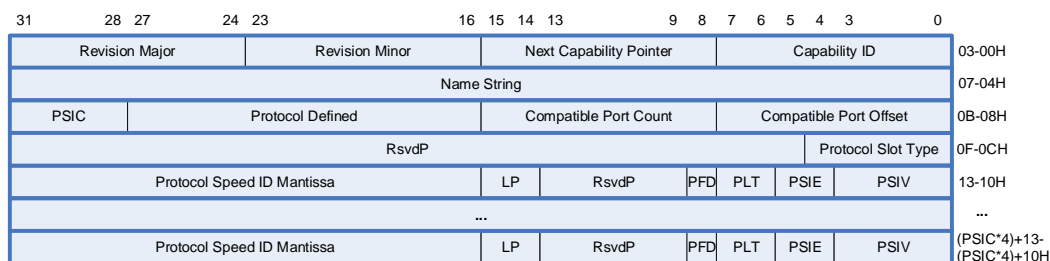 31 28 27 24 23 16 15 14 13 9 8 7 6 5 4 3 0
Revision Major Revision Minor Next Capability Pointer Capability ID 03-00H
Name String 07-04H
PSIC Protocol Defined Compatible Port Count Compatible Port Offset 0B-08H
RsvdP Protocol Slot Type 0F-0CH
Protocol Speed ID Mantissa LP RsvdP PFD PLT PSIE PSIV 13-10H
... ...
Protocol Speed ID Mantissa LP RsvdP PFD PLT PSIE PSIV (PSIC*4)+13-
(PSIC*4)+10H